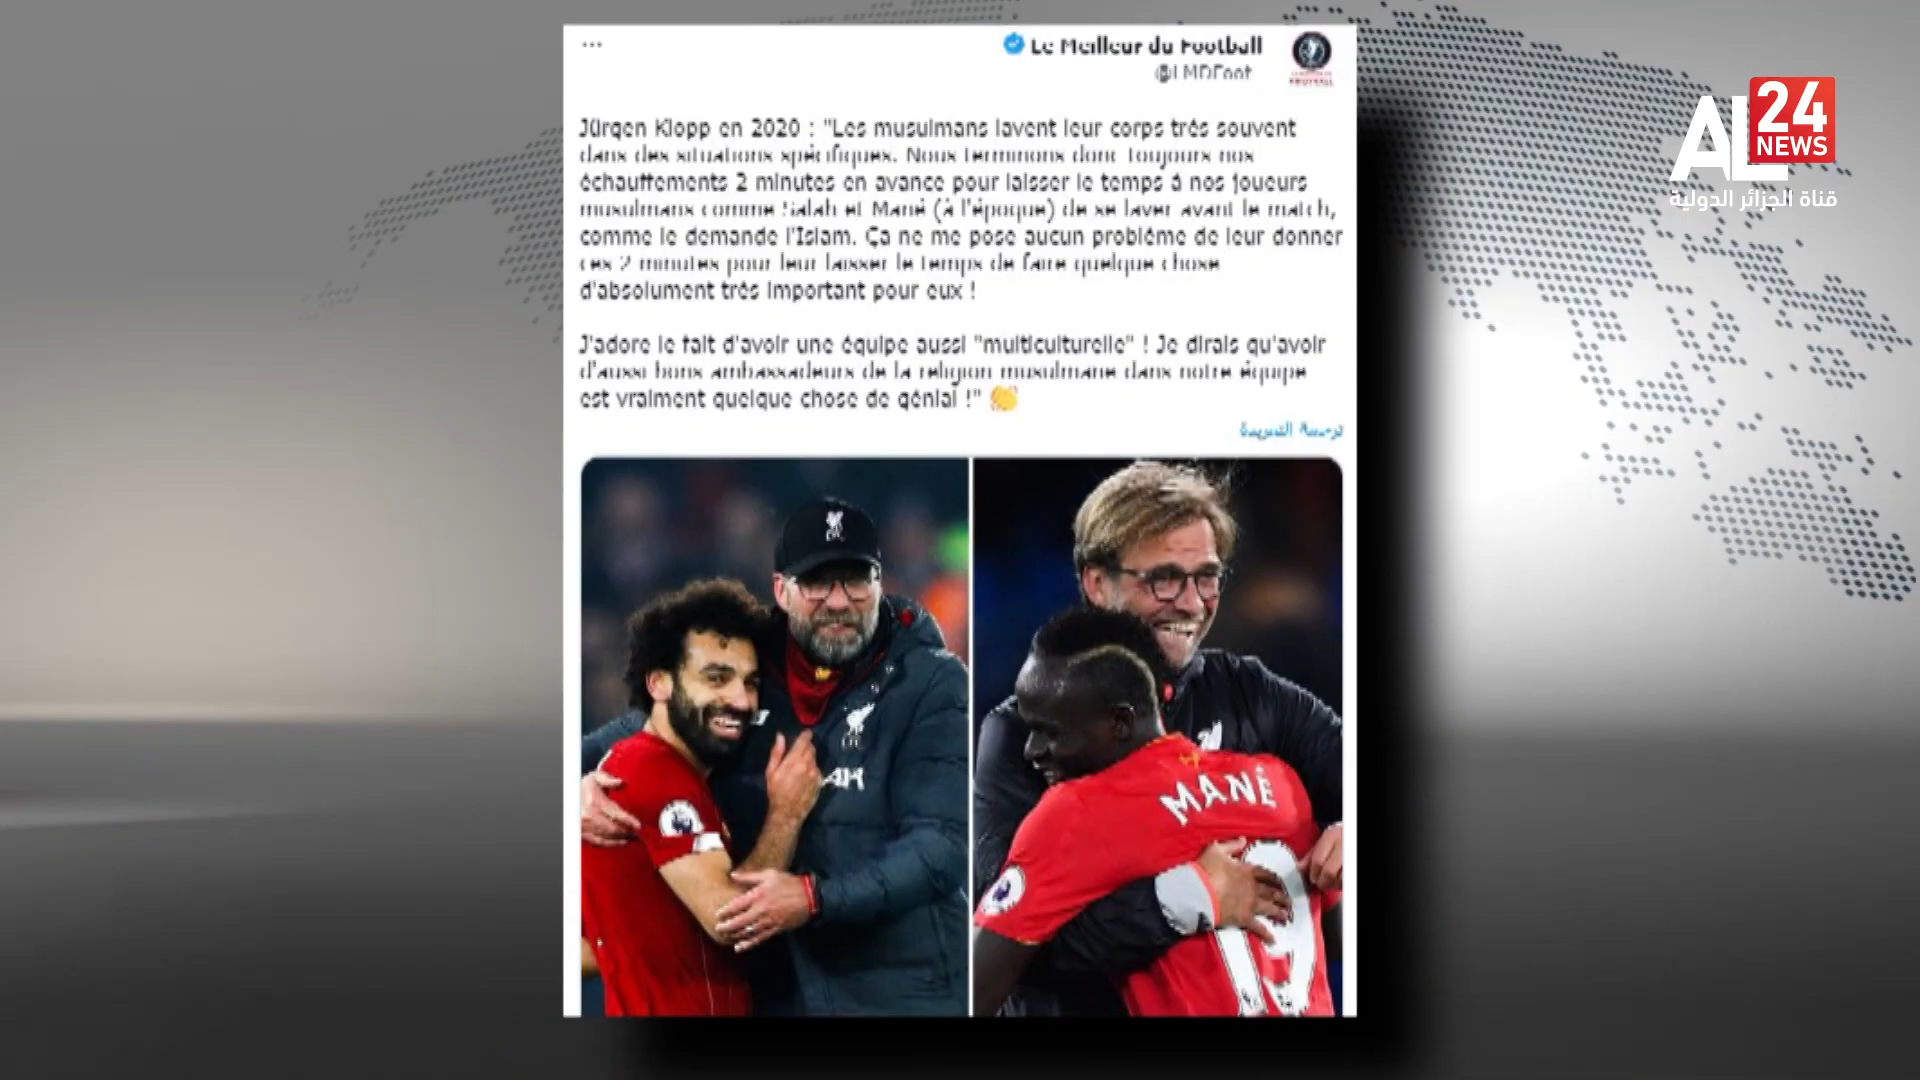 Le Meilleur du Football
@LMDFoot
Jürgen Klopp en 2020 : "Les musulmans lavent leur corps très souvent
dans des situations spécifiques. Nous terminons donc toujours nos
échauffements 2 minutes en avance pour laisser le temps à nos joueurs
musulmans comme Salah et Mané (à l'époque) de se laver avant le match,
comme le demande l'Islam. Ça ne me pose aucun problème de leur donner
ces 2 minutes pour leur laisser le temps de faire quelque chose
d'absolument très important pour eux !
J'adore le fait d'avoir une équipe aussi "multiculturelle" ! Je dirais qu'avoir
d'aussi bons ambassadeurs de la religion musulmane dans notre équipe
est vraiment quelque chose de génial !" 👏
ترجمة التغريدة
AL
24
NEWS
قناة الجزائر الدولية
MANÉ
19